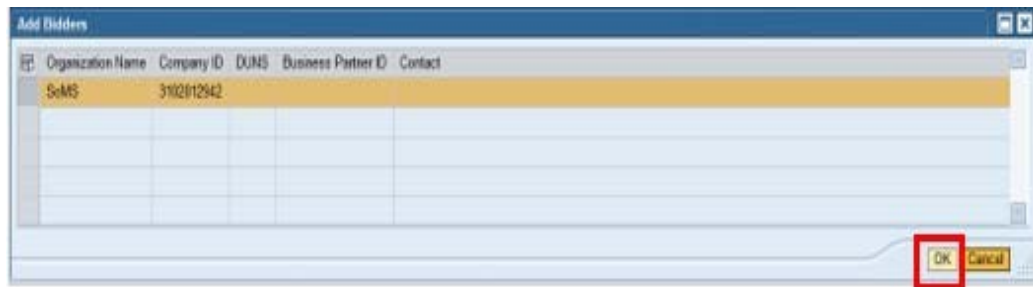 Add Bidders
Organization Name Company ID DUNS Business Partner ID Contact
SoMS 3102012942
OK Cancel